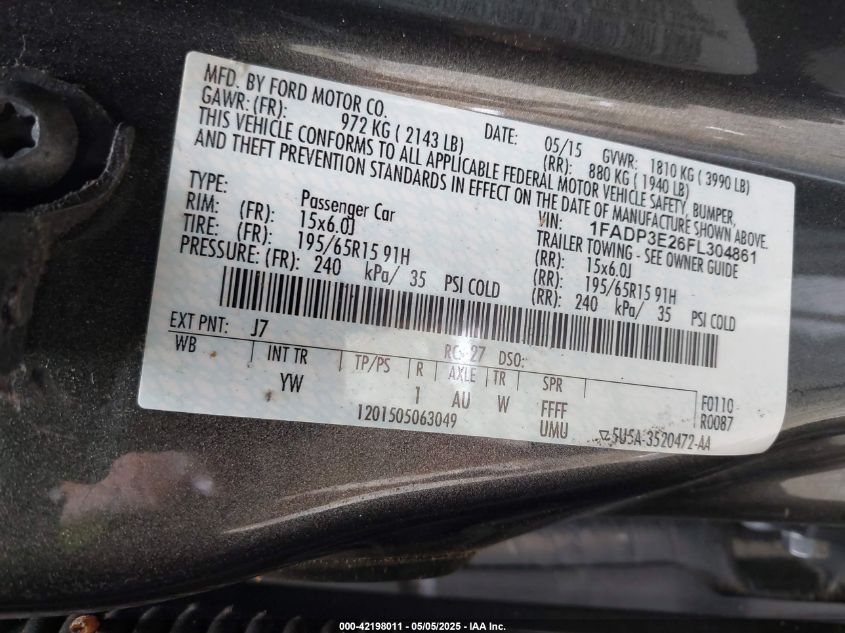 MFD. BY FORD MOTOR CO.
DATE: 05/15 GVWR: 1810 KG ( 3990 LB)
GAWR: (FR): 972 KG ( 2143 LB) (RR): 880 KG ( 1940 LB)
THIS VEHICLE CONFORMS TO ALL APPLICABLE FEDERAL MOTOR VEHICLE SAFETY, BUMPER,
AND THEFT PREVENTION STANDARDS IN EFFECT ON THE DATE OF MANUFACTURE SHOWN ABOVE.
VIN: 1FADP3E26FL304861
TYPE: Passenger Car TRAILER TOWING - SEE OWNER GUIDE
RIM: (FR): 15x6.0J (RR): 15x6.0J
TIRE: (FR): 195/65R15 91H (RR): 195/65R15 91H
PRESSURE: (FR): 240 kPa/ 35 PSI COLD (RR): 240 kPa/ 35 PSI COLD
EXT PNT: J7 RC: 27 DSO:
WB INT TR TP/PS R AXLE TR SPR
YW 1 AU W FFFF F0110
1201505063049 UMU R0087
5U5A-3520472-AA
000-42198011 — 05/05/2025 — IAA Inc.